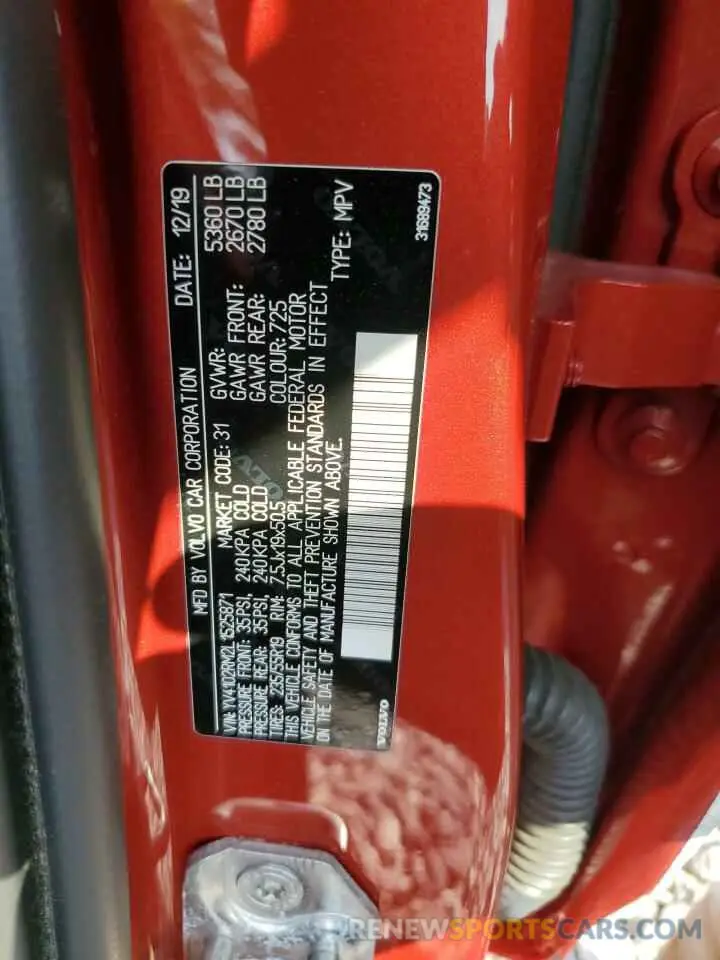 MFD BY VOLVO CAR CORPORATION DATE: 12/19
VIN: YV4102RM2L1525871 MARKET CODE: 31 GVWR: 5360 LB
PRESSURE FRONT: 35PSI, 240KPA COLD GAWR FRONT: 2670 LB
PRESSURE REAR: 35PSI, 240KPA COLD GAWR REAR: 2780 LB
TIRES: 235/55R19 RIM: 7.5Jx19x50.5 COLOUR: 725
THIS VEHICLE CONFORMS TO ALL APPLICABLE FEDERAL MOTOR
VEHICLE SAFETY AND THEFT PREVENTION STANDARDS IN EFFECT
ON THE DATE OF MANUFACTURE SHOWN ABOVE. TYPE: MPV
VOLVO 31689473
RENEWSPORTSCARS.COM